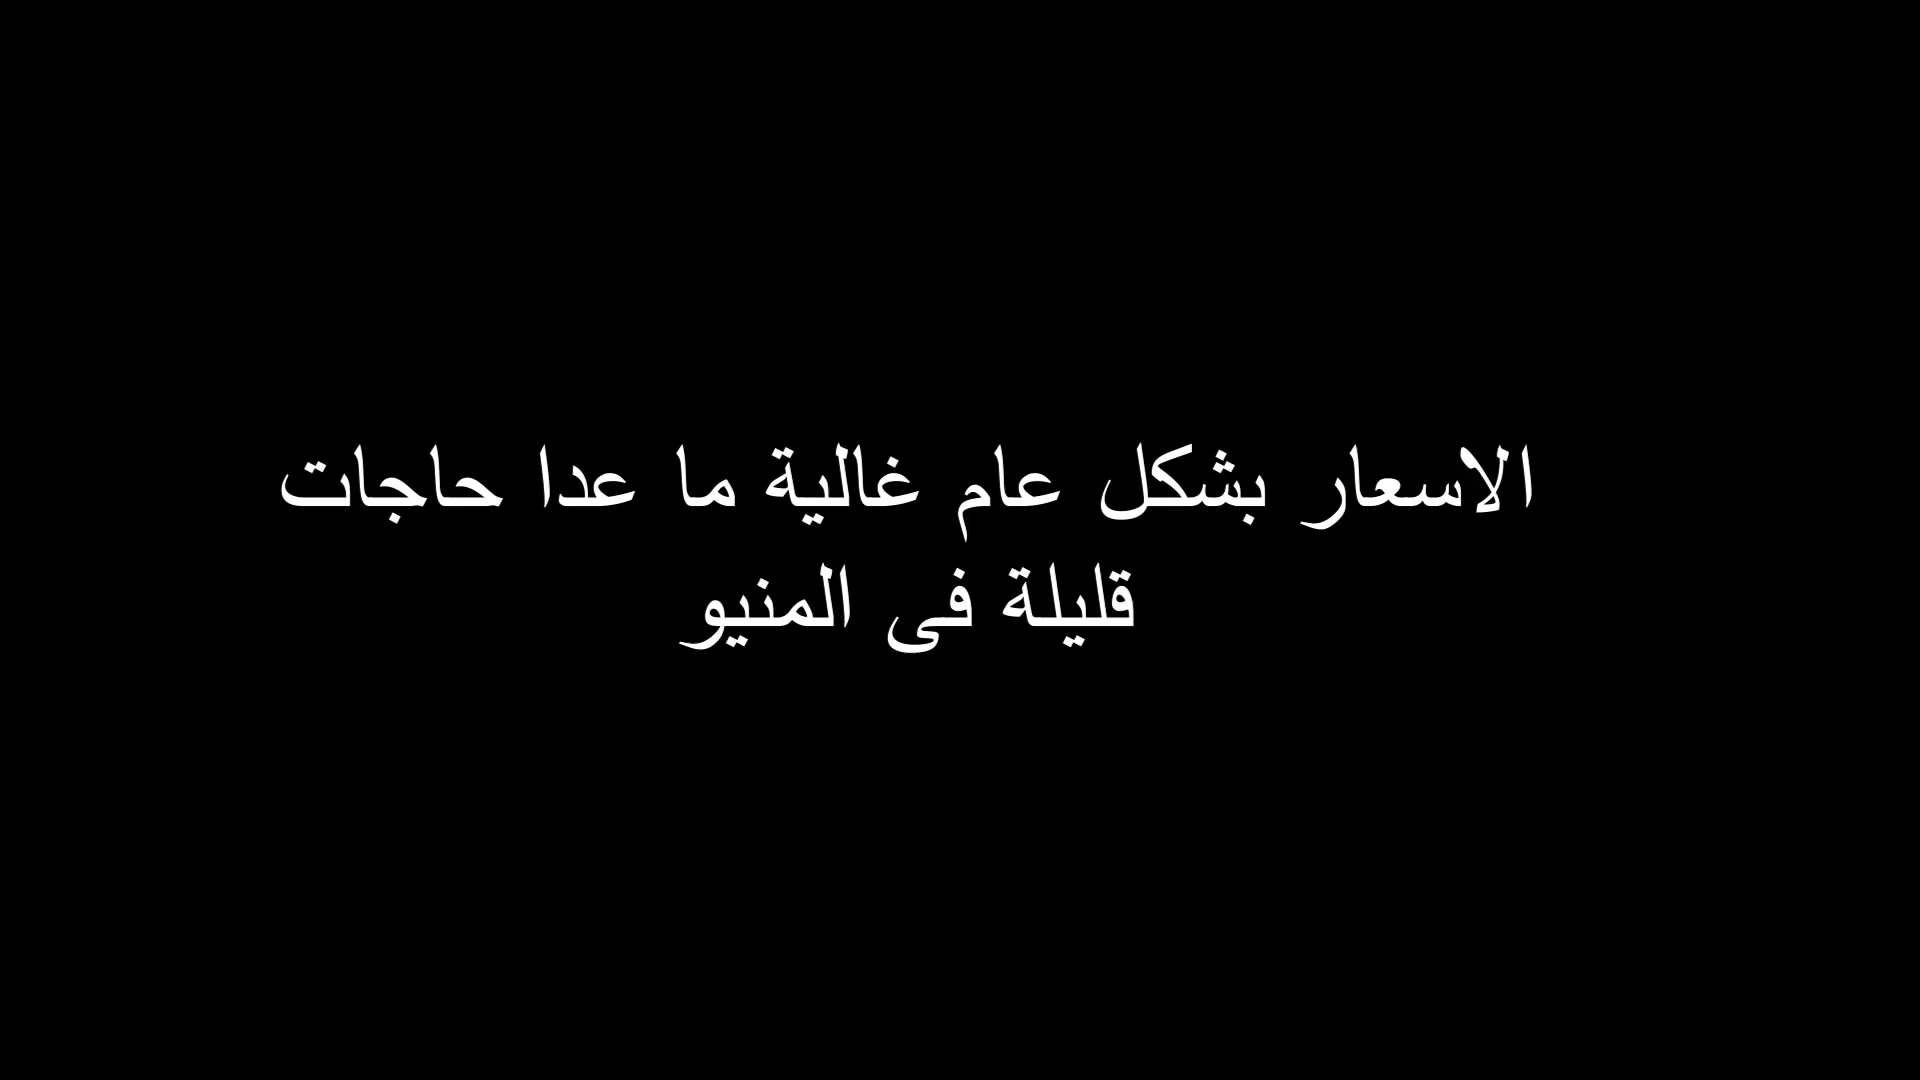 الاسعار بشكل عام غالية ما عدا حاجات
قليلة فى المنيو